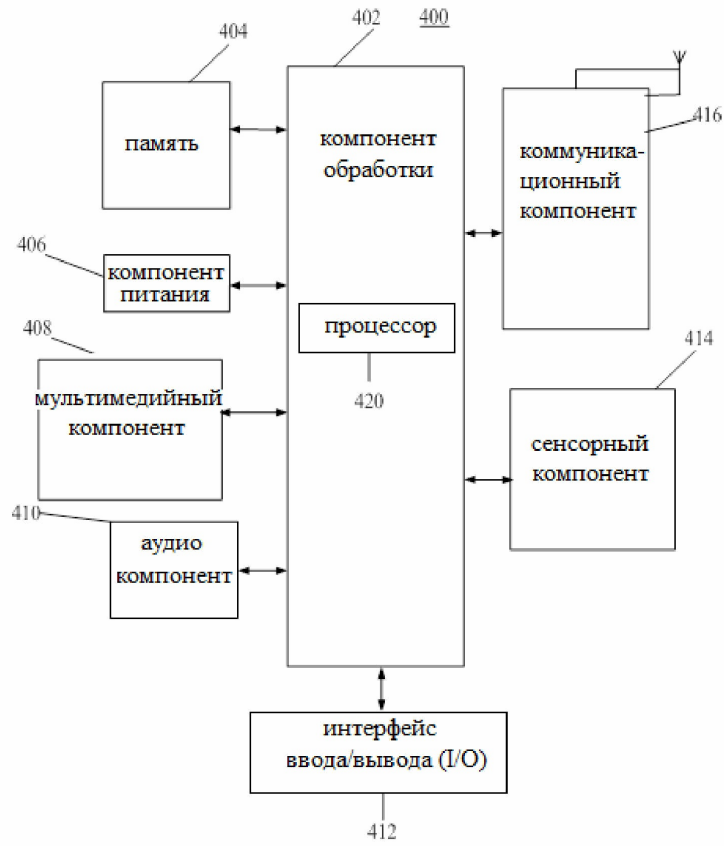 404
402
400
память
компонент
обработки
416
коммуника-
ционный
компонент
406
компонент
питания
408
процессор
420
414
мультимедийный
компонент
сенсорный
компонент
410
аудио
компонент
интерфейс
ввода/вывода (I/O)
412